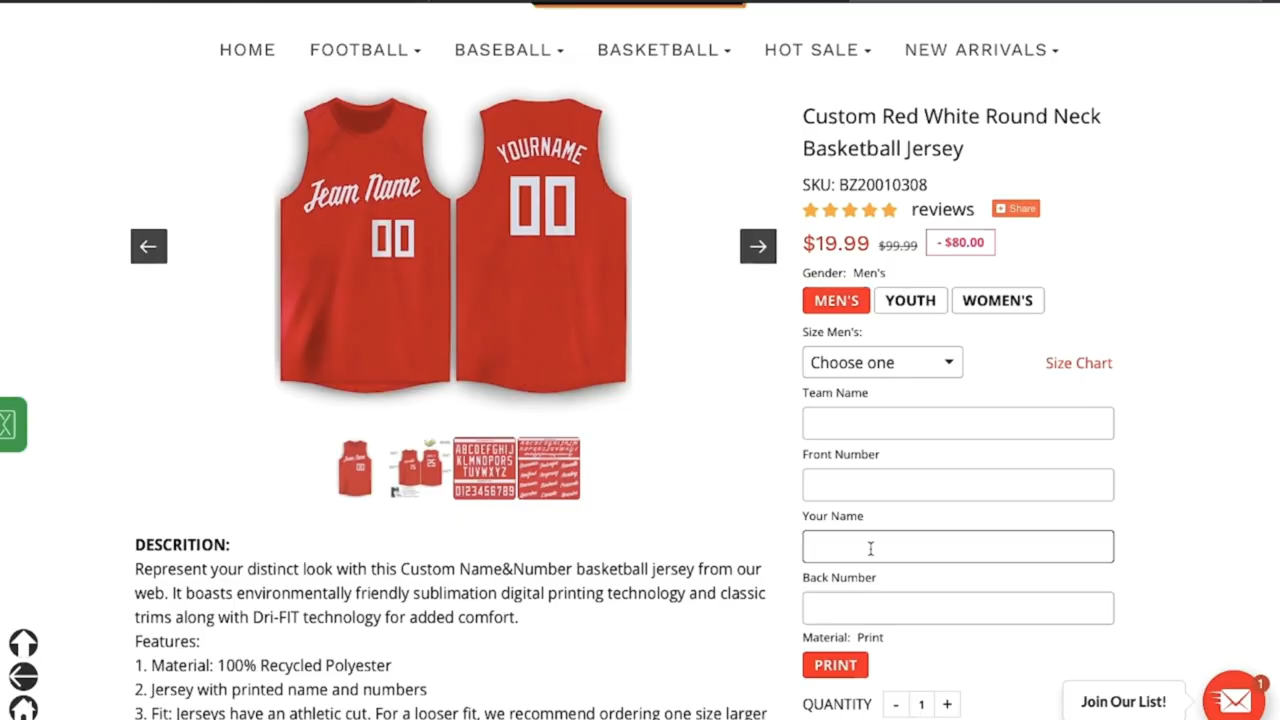 HOME FOOTBALL BASEBALL BASKETBALL HOT SALE NEW ARRIVALS
Team Name
00
YOURNAME
00
Custom Red White Round Neck
Basketball Jersey
SKU: BZ20010308
reviews Share
$19.99 $99.99 - $80.00
Gender: Men's
MEN'S YOUTH WOMEN'S
Size Men's:
Choose one Size Chart
Team Name
Front Number
Your Name
Back Number
Material: Print
PRINT
QUANTITY - 1 +
ABCDEFGHIJ
KLMNOPQRS
TUVWXYZ
0123456789
DESCRITION:
Represent your distinct look with this Custom Name&Number basketball jersey from our
web. It boasts environmentally friendly sublimation digital printing technology and classic
trims along with Dri-FIT technology for added comfort.
Features:
1. Material: 100% Recycled Polyester
2. Jersey with printed name and numbers
3. Fit: Jerseys have an athletic cut. For a looser fit, we recommend ordering one size larger
Join Our List!
1